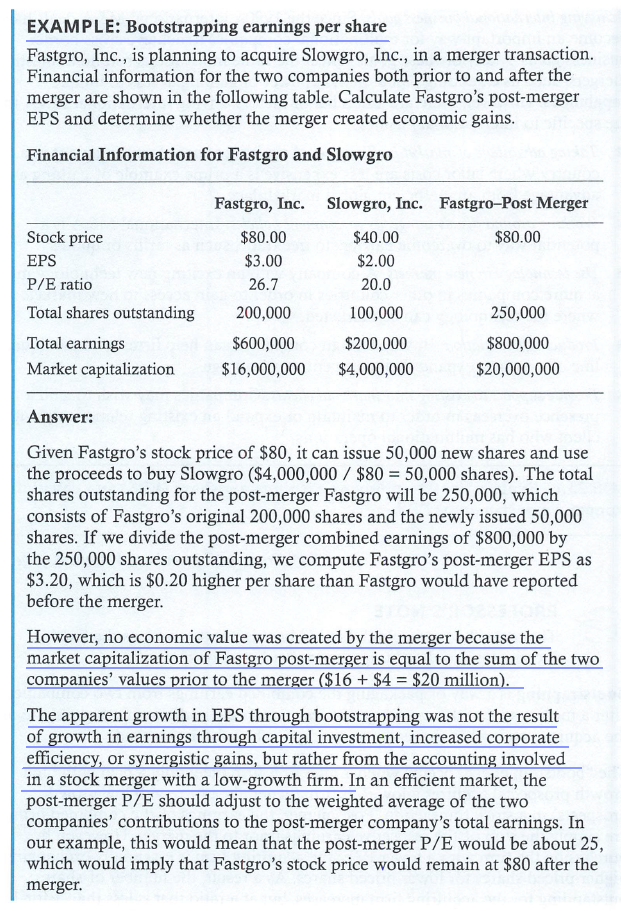 EXAMPLE: Bootstrapping earnings per share
Fastgro, Inc., is planning to acquire Slowgro, Inc., in a merger transaction.
Financial information for the two companies both prior to and after the
merger are shown in the following table. Calculate Fastgro's post-merger
EPS and determine whether the merger created economic gains.
Financial Information for Fastgro and Slowgro
Fastgro, Inc. Slowgro, Inc. Fastgro–Post Merger
Stock price $80.00 $40.00 $80.00
EPS $3.00 $2.00
P/E ratio 26.7 20.0
Total shares outstanding 200,000 100,000 250,000
Total earnings $600,000 $200,000 $800,000
Market capitalization $16,000,000 $4,000,000 $20,000,000
Answer:
Given Fastgro's stock price of $80, it can issue 50,000 new shares and use
the proceeds to buy Slowgro ($4,000,000 / $80 = 50,000 shares). The total
shares outstanding for the post-merger Fastgro will be 250,000, which
consists of Fastgro's original 200,000 shares and the newly issued 50,000
shares. If we divide the post-merger combined earnings of $800,000 by
the 250,000 shares outstanding, we compute Fastgro's post-merger EPS as
$3.20, which is $0.20 higher per share than Fastgro would have reported
before the merger.
However, no economic value was created by the merger because the
market capitalization of Fastgro post-merger is equal to the sum of the two
companies' values prior to the merger ($16 + $4 = $20 million).
The apparent growth in EPS through bootstrapping was not the result
of growth in earnings through capital investment, increased corporate
efficiency, or synergistic gains, but rather from the accounting involved
in a stock merger with a low-growth firm. In an efficient market, the
post-merger P/E should adjust to the weighted average of the two
companies' contributions to the post-merger company's total earnings. In
our example, this would mean that the post-merger P/E would be about 25,
which would imply that Fastgro's stock price would remain at $80 after the
merger.